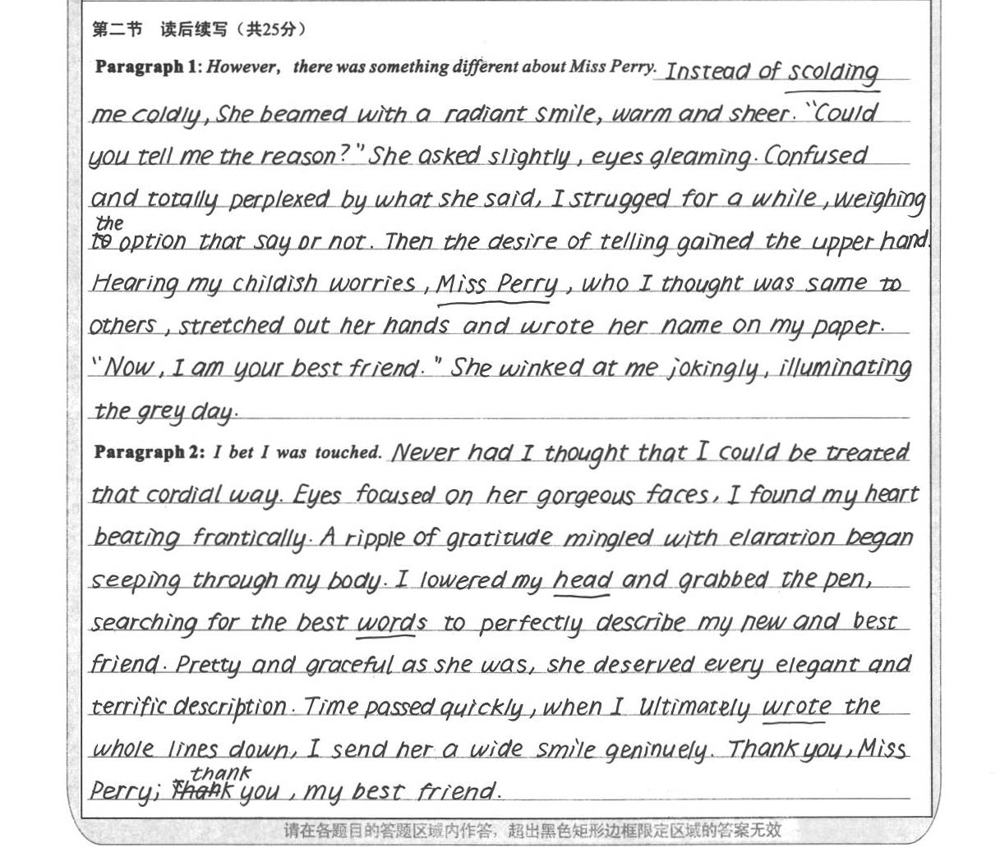 第二节 读后续写（共25分）
Paragraph 1: However, there was something different about Miss Perry. Instead of scolding
me coldly, She beamed with a radiant smile, warm and sheer. "Could
you tell me the reason?" She asked slightly, eyes gleaming. Confused
and totally perplexed by what she said, I strugged for a while, weighing
the
to option that say or not. Then the desire of telling gained the upper hand.
Hearing my childish worries, Miss Perry, who I thought was same to
others, stretched out her hands and wrote her name on my paper.
"Now, I am your best friend." She winked at me jokingly, illuminating
the grey day.
Paragraph 2: I bet I was touched. Never had I thought that I could be treated
that cordial way. Eyes focused on her gorgeous faces, I found my heart
beating frantically. A ripple of gratitude mingled with elaration began
seeping through my body. I lowered my head and grabbed the pen,
searching for the best words to perfectly describe my new and best
friend. Pretty and graceful as she was, she deserved every elegant and
terrific description. Time passed quickly, when I Ultimately wrote the
whole lines down, I send her a wide smile geninuely. Thank you, Miss
thank
Perry; Thank you, my best friend.
请在各题目的答题区域内作答，超出黑色矩形边框限定区域的答案无效